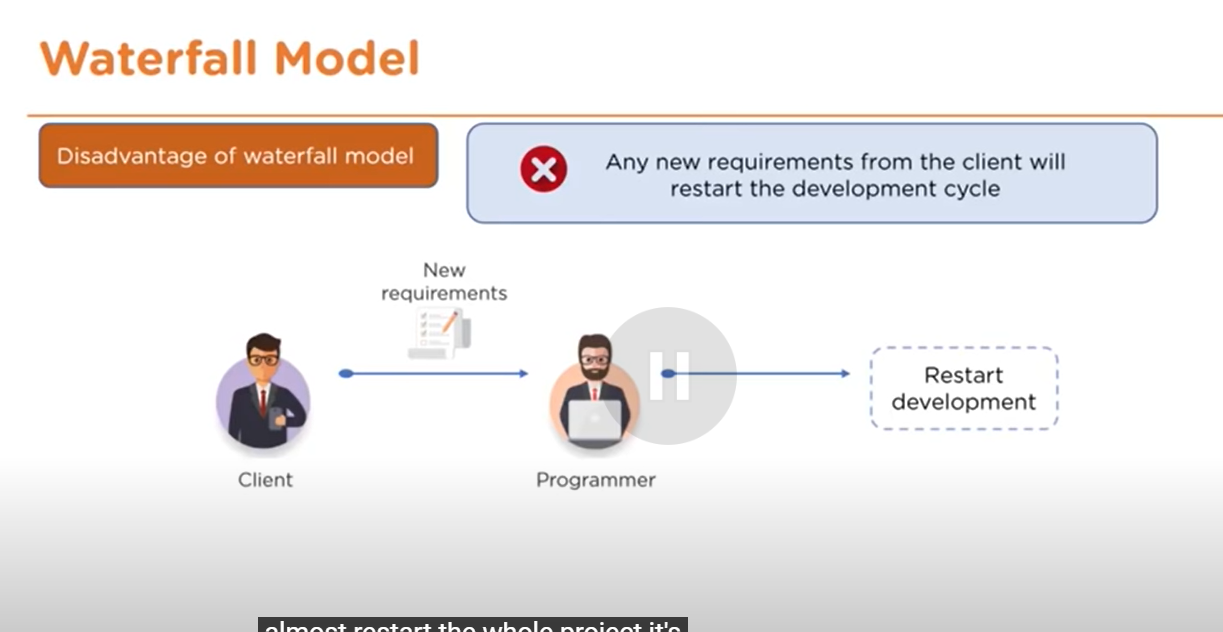 Waterfall Model
Disadvantage of waterfall model
Any new requirements from the client will
restart the development cycle
New
requirements
Client
Programmer
Restart
development
almost restart the whole project it's